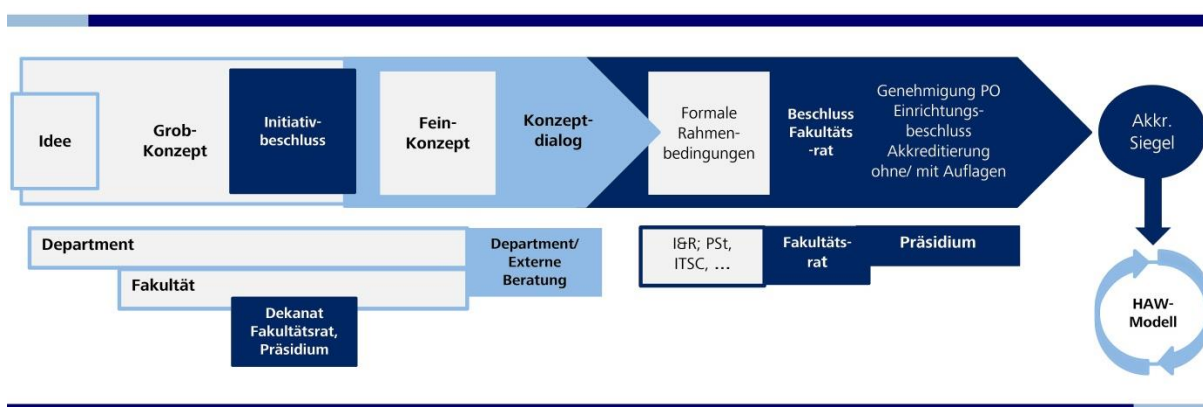 Idee
Grob-
Konzept
Initiativ-
beschluss
Fein-
Konzept
Konzept-
dialog
Formale
Rahmen-
bedingungen
Beschluss
Fakultäts
-rat
Genehmigung PO
Einrichtungs-
beschluss
Akkreditierung
ohne/ mit Auflagen
Akkr.
Siegel
Department
Fakultät
Dekanat
Fakultätsrat,
Präsidium
Department/
Externe
Beratung
I&R; PSt,
ITSC, ...
Fakultäts-
rat
Präsidium
HAW-
Modell